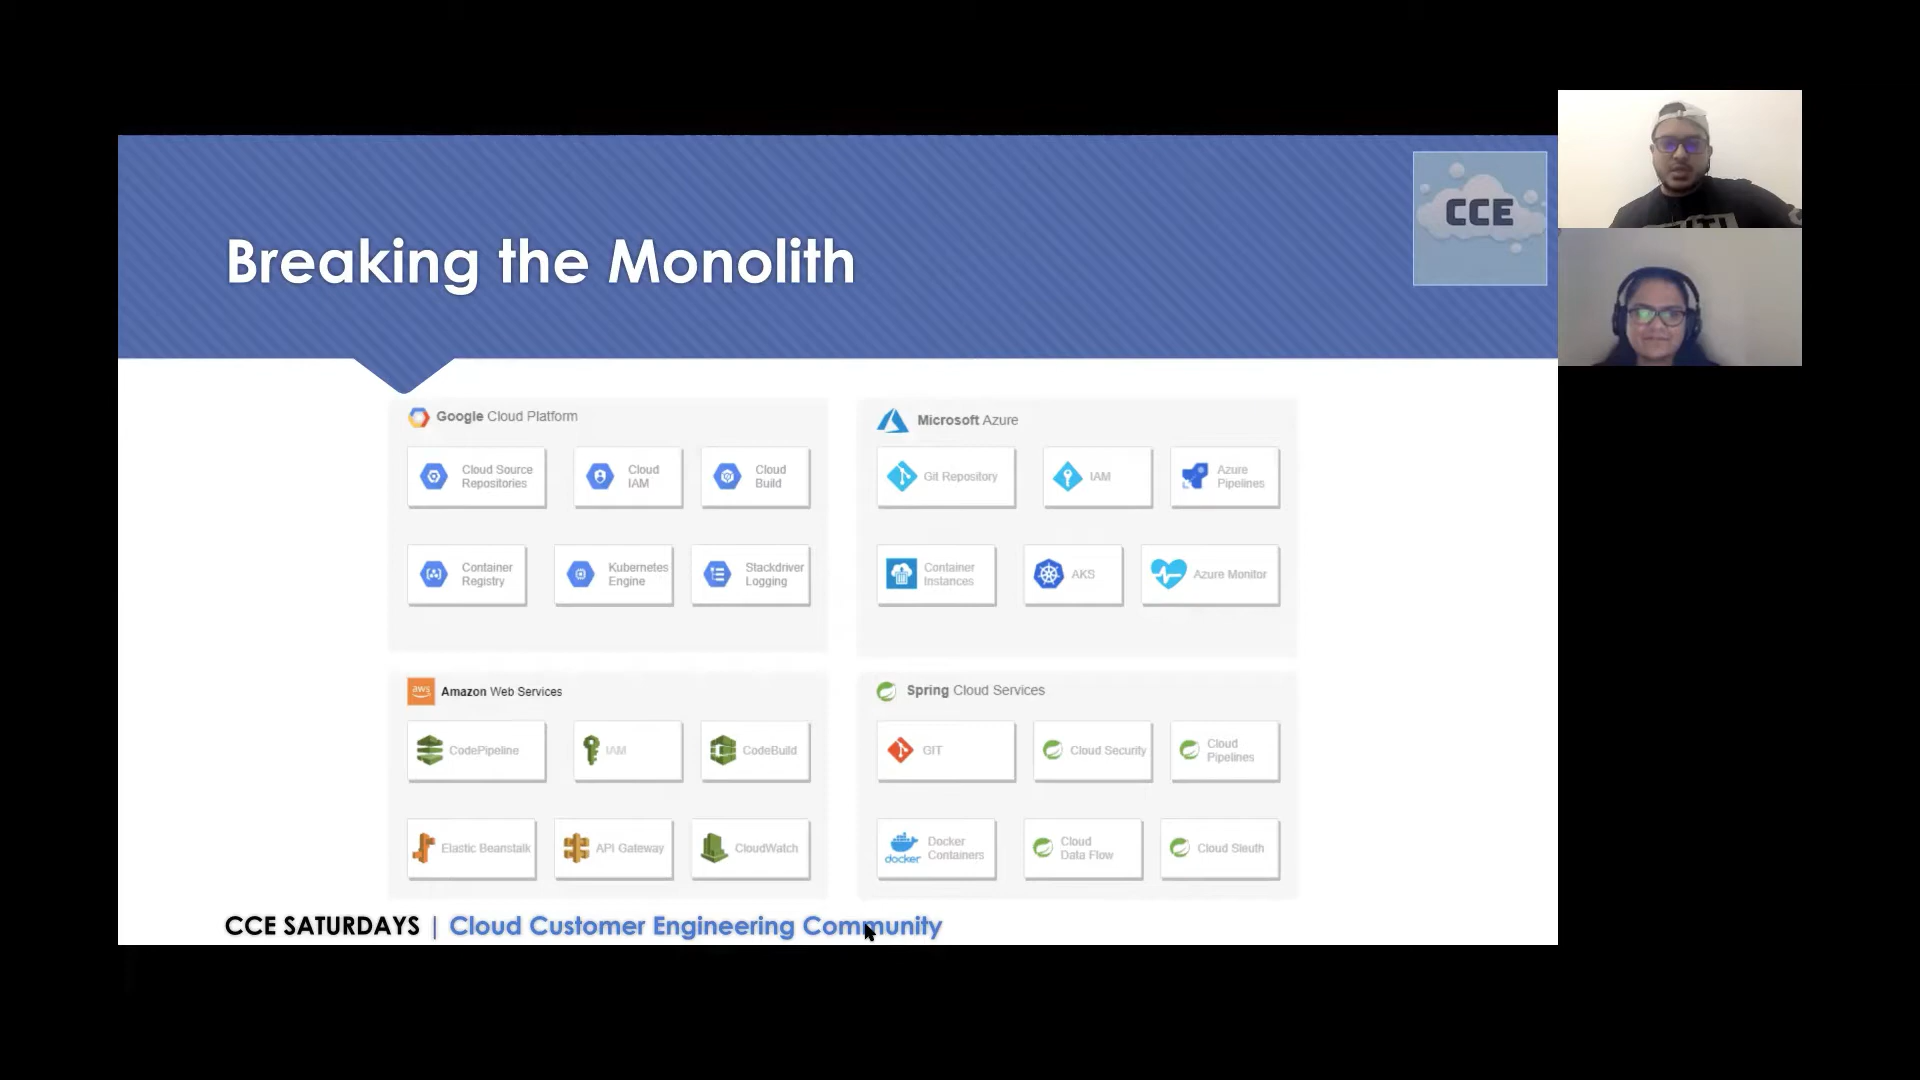 Breaking the Monolith
CCE
Google Cloud Platform
Cloud Source
Repositories
Cloud
IAM
Cloud
Build
Container
Registry
Kubernetes
Engine
Stackdriver
Logging
Microsoft Azure
Git Repository
IAM
Azure
Pipelines
Container
Instances
AKS
Azure Monitor
aws
Amazon Web Services
CodePipeline
IAM
CodeBuild
Elastic Beanstalk
API Gateway
CloudWatch
Spring Cloud Services
GIT
Cloud Security
Cloud
Pipelines
docker
Docker
Containers
Cloud
Data Flow
Cloud Sleuth
CCE SATURDAYS | Cloud Customer Engineering Community